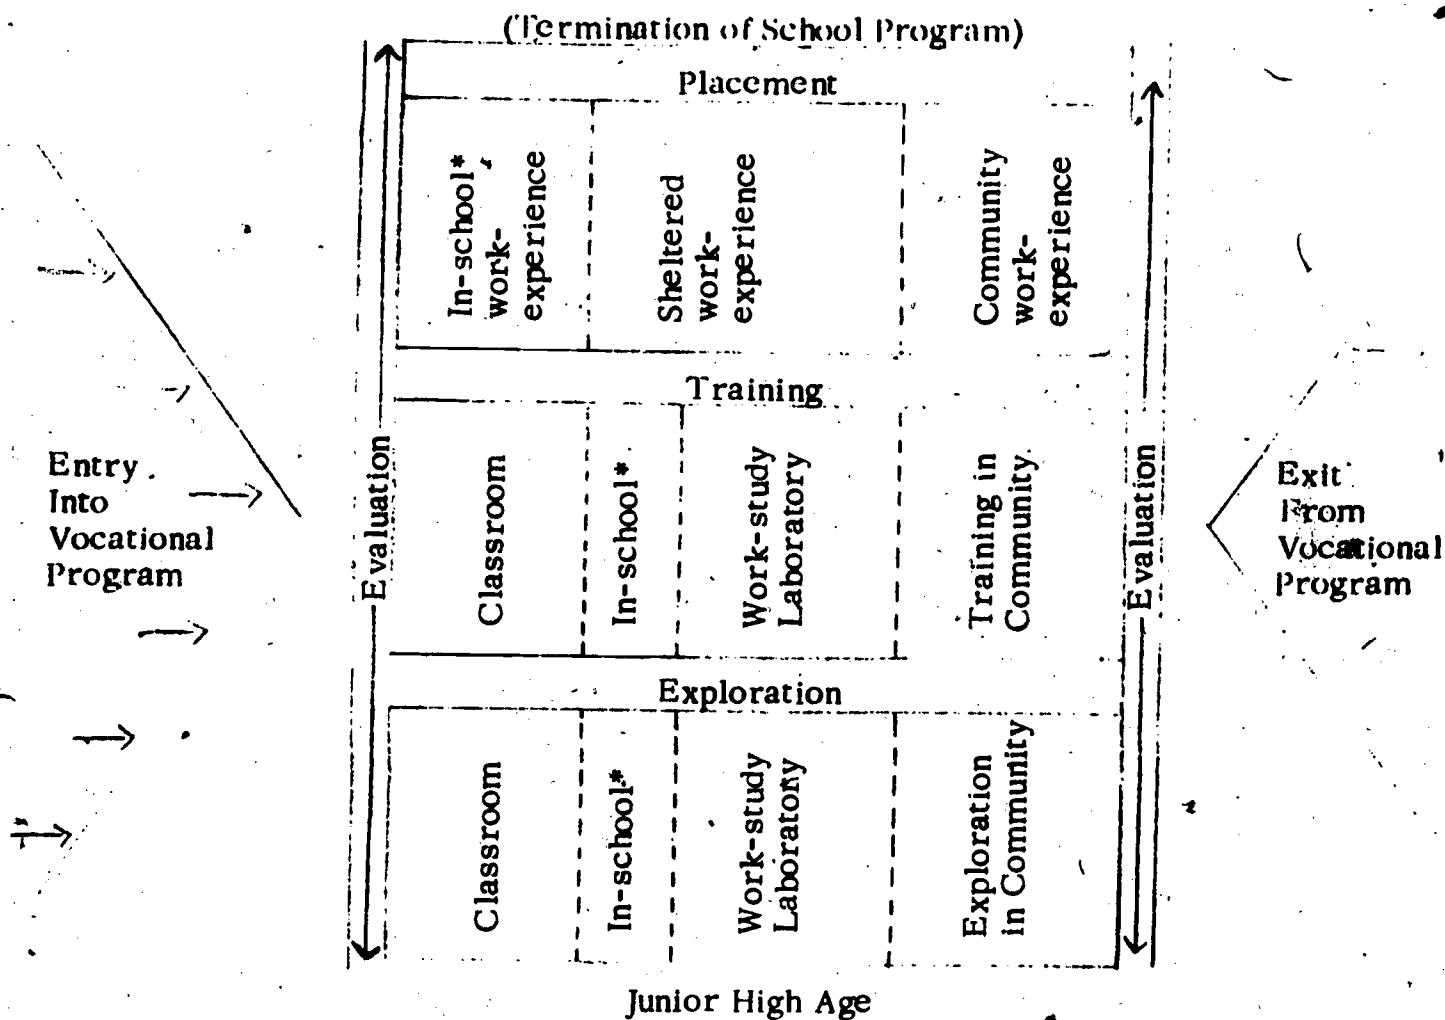 (Termination of School Program)
Placement
In-school*
work-
experience
Sheltered
work-
experience
Community
work-
experience
Training
Classroom
In-school*
Work-study
Laboratory
Training in
Community
Exploration
Classroom
In-school*
Work-study
Laboratory
Exploration
in Community
Junior High Age
Entry
Into
Vocational
Program
Evaluation
Evaluation
Exit
From
Vocational
Program